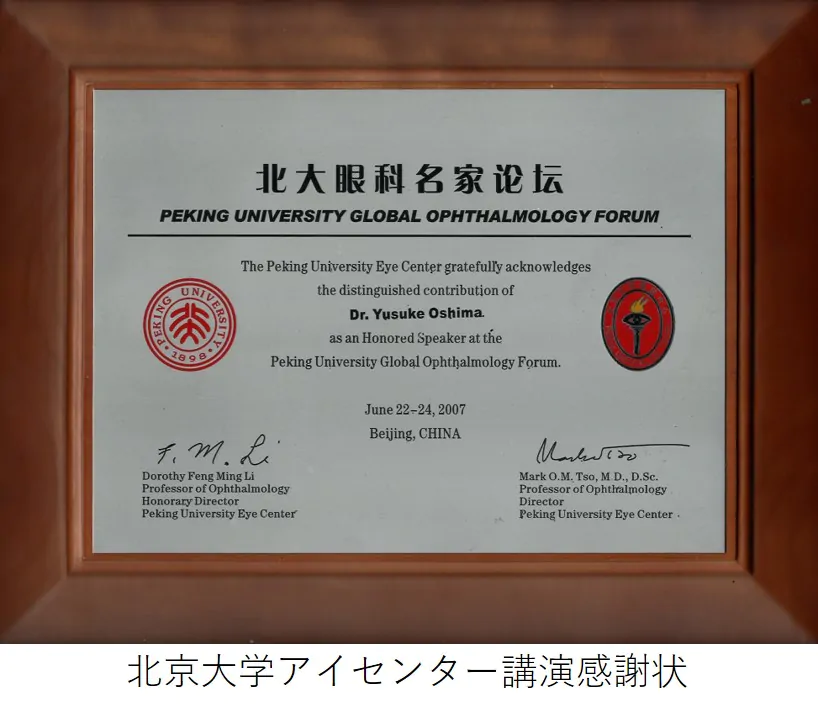 北大眼科名家论坛
PEKING UNIVERSITY GLOBAL OPHTHALMOLOGY FORUM
The Peking University Eye Center gratefully acknowledges
the distinguished contribution of
Dr. Yusuke Oshima
as an Honored Speaker at the
Peking University Global Ophthalmology Forum.
PEKING UNIVERSITY
1898
June 22-24, 2007
Beijing, CHINA
F. M. Li
Dorothy Feng Ming Li
Professor of Ophthalmology
Honorary Director
Peking University Eye Center
Mark Tso
Mark O.M. Tso, M.D., D.Sc.
Professor of Ophthalmology
Director
Peking University Eye Center
北京大学アイセンター講演感謝状